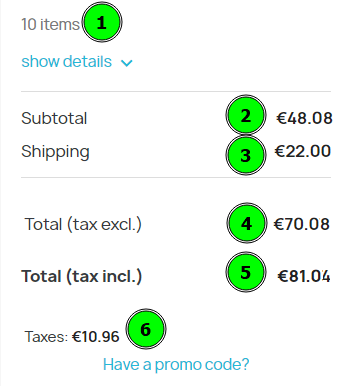 10 items 1
show details
Subtotal 2 €48.08
Shipping 3 €22.00
Total (tax excl.) 4 €70.08
Total (tax incl.) 5 €81.04
Taxes: €10.96 6
Have a promo code?